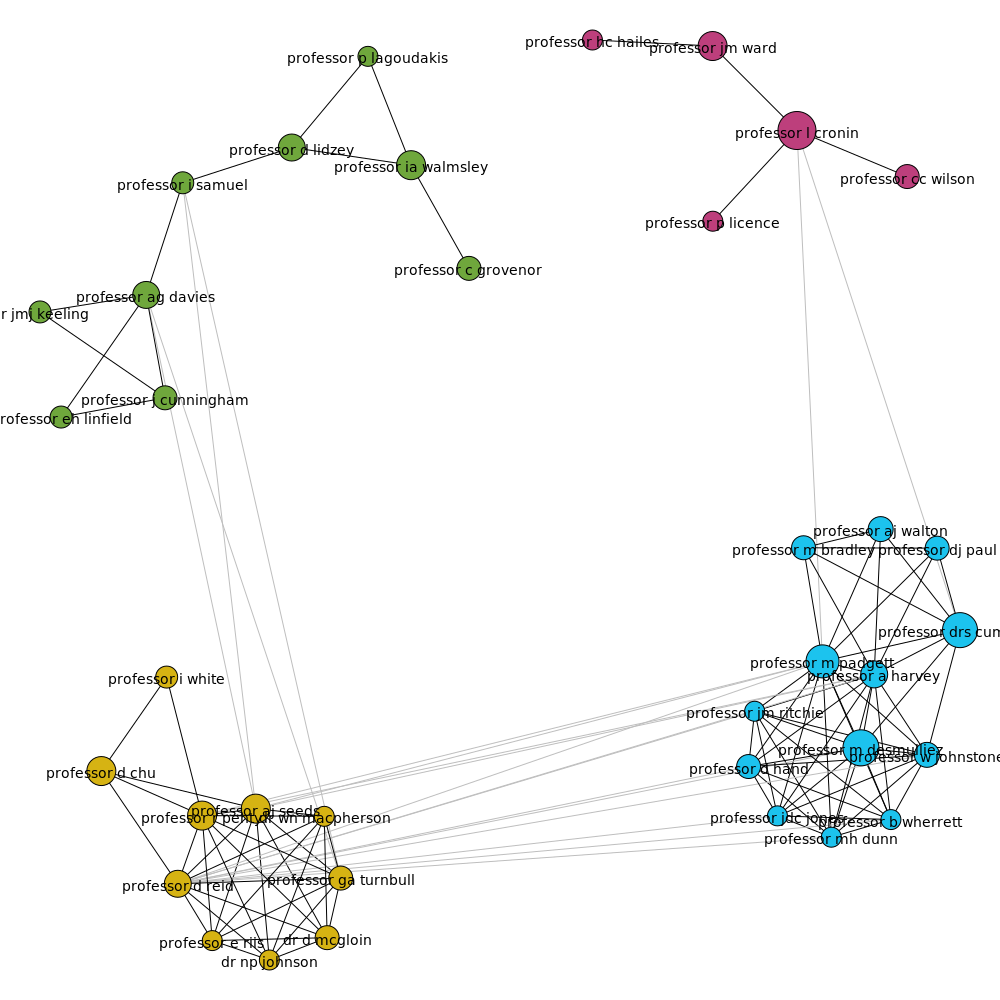 professor hc hailes
professor jm ward
professor p lagoudakis
professor l cronin
professor d lidzey
professor ia walmsley
professor cc wilson
professor i samuel
professor p licence
professor c grovenor
professor ag davies
r jmj keeling
professor j cunningham
rofessor en linfield
professor aj walton
professor m bradley
professor dj paul
professor drs cum
professor m padgett
professor a harvey
professor i white
professor jm ritchie
professor m desmulliez
professor w johnstone
professor d hand
professor d chu
professor aj seeds
professor
wn macpherson
professor jdc jones
professor b wherrett
professor mh dunn
professor d reid
professor ga turnbull
professor e riis
dr d mcgloin
dr np johnson